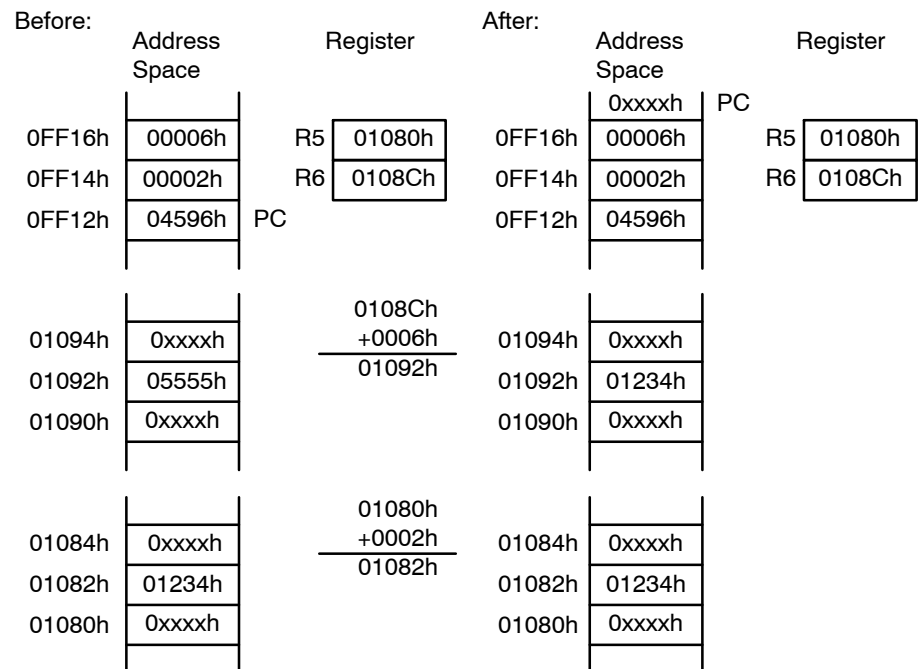 Before:
Address Space
Register
0FF16h 00006h R5 01080h
0FF14h 00002h R6 0108Ch
0FF12h 04596h PC
01094h 0xxxxh
01092h 05555h
01090h 0xxxxh
0108Ch
+0006h
01092h
01084h 0xxxxh
01082h 01234h
01080h 0xxxxh
01080h
+0002h
01082h
After:
Address Space
Register
0xxxxh PC
0FF16h 00006h R5 01080h
0FF14h 00002h R6 0108Ch
0FF12h 04596h
01094h 0xxxxh
01092h 01234h
01090h 0xxxxh
01084h 0xxxxh
01082h 01234h
01080h 0xxxxh